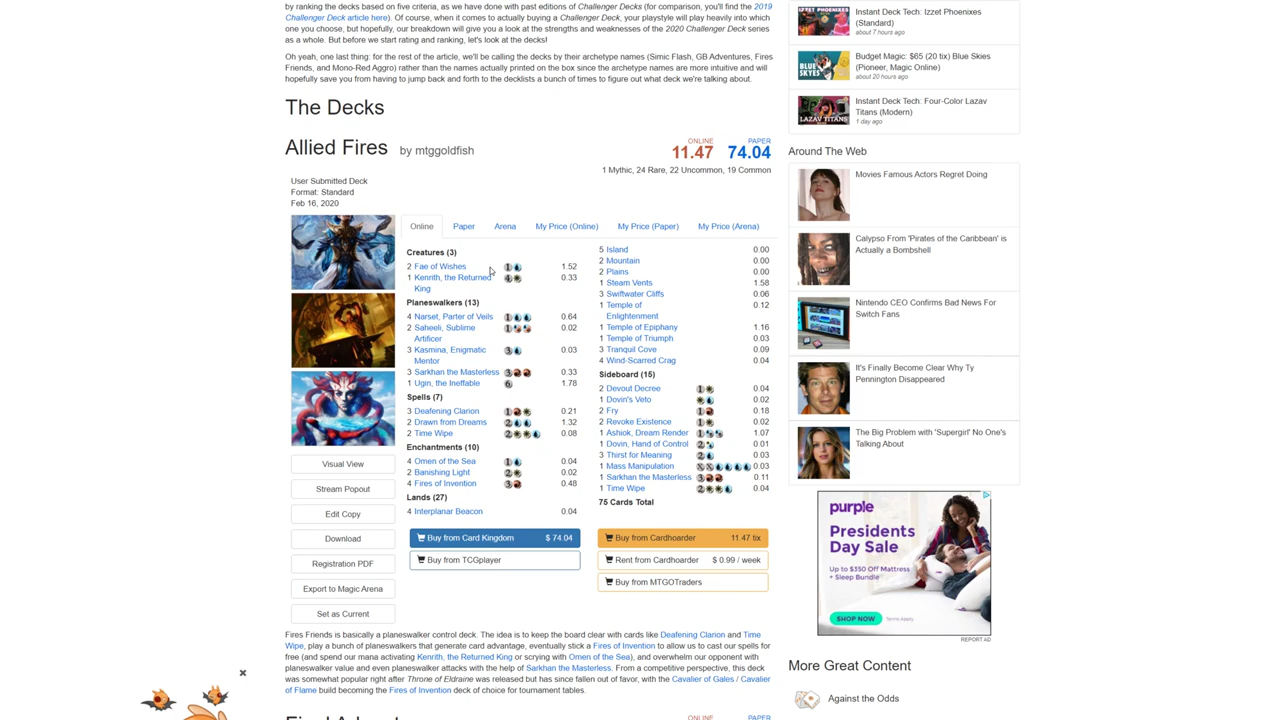 by ranking the decks based on five criteria, as we have done with past editions of Challenger Decks (for comparison, you'll find the 2019
Challenger Deck article here). Of course, when it comes to actually buying a Challenger Deck, your playstyle will play heavily into which
one you choose, but hopefully, our breakdown will give you a look at the strengths and weaknesses of the 2020 Challenger Deck series
as a whole. But before we start rating and ranking, let's look at the decks!
Oh yeah, one last thing: for the rest of the article, we'll be calling the decks by their archetype names (Simic Flash, GB Adventures, Fires
Friends, and Mono-Red Aggro) rather than the names actually printed on the box since the archetype names are more intuitive and will
hopefully save you from having to jump back and forth to the decklists a bunch of times to figure out what deck we're talking about.
The Decks
Allied Fires by mtggoldfish
ONLINE PAPER
11.47 74.04
1 Mythic, 24 Rare, 22 Uncommon, 19 Common
User Submitted Deck
Format: Standard
Feb 16, 2020
Online Paper Arena My Price (Online) My Price (Paper) My Price (Arena)
Creatures (3)
2 Fae of Wishes 1 1.52
1 Kenrith, the Returned 4 0.33
King
Planeswalkers (13)
4 Narset, Parter of Veils 1 0.64
2 Saheeli, Sublime 1 0.02
Artificer
3 Kasmina, Enigmatic 3 0.03
Mentor
3 Sarkhan the Masterless 3 0.33
1 Ugin, the Ineffable 6 1.78
Spells (7)
3 Deafening Clarion 1 0.21
2 Drawn from Dreams 2 1.32
2 Time Wipe 2 0.08
Enchantments (10)
4 Omen of the Sea 1 0.04
2 Banishing Light 2 0.02
4 Fires of Invention 3 0.48
Lands (27)
4 Interplanar Beacon 0.04
5 Island 0.00
2 Mountain 0.00
2 Plains 0.00
1 Steam Vents 1.58
3 Swiftwater Cliffs 0.06
1 Temple of 0.12
Enlightenment
1 Temple of Epiphany 1.16
1 Temple of Triumph 0.03
3 Tranquil Cove 0.09
4 Wind-Scarred Crag 0.04
Sideboard (15)
2 Devout Decree 1 0.04
1 Dovin's Veto 0.02
2 Fry 1 0.18
2 Revoke Existence 1 0.02
1 Ashiok, Dream Render 1 1.07
1 Dovin, Hand of Control 2 0.01
3 Thirst for Meaning 2 0.03
1 Mass Manipulation X X 0.03
1 Sarkhan the Masterless 3 0.11
1 Time Wipe 2 0.04
75 Cards Total
Visual View
Stream Popout
Edit Copy
Download
Registration PDF
Export to Magic Arena
Set as Current
Buy from Card Kingdom $ 74.04
Buy from TCGplayer
Buy from Cardhoarder 11.47 tix
Rent from Cardhoarder $ 0.99 / week
Buy from MTGOTraders
Fires Friends is basically a planeswalker control deck. The idea is to keep the board clear with cards like Deafening Clarion and Time
Wipe, play a bunch of planeswalkers that generate card advantage, eventually stick a Fires of Invention to allow us to cast our spells for
free (and spend our mana activating Kenrith, the Returned King or scrying with Omen of the Sea), and overwhelm our opponent with
planeswalker value and even planeswalker attacks with the help of Sarkhan the Masterless. From a competitive perspective, this deck
was somewhat popular right after Throne of Eldraine was released but has since fallen out of favor, with the Cavalier of Gales / Cavalier
of Flame build becoming the Fires of Invention deck of choice for tournament tables.
ONLINE PAPER
IZZET PHOENIXES
Instant Deck Tech: Izzet Phoenixes
(Standard)
about 7 hours ago
BLUE
SKYES
Budget Magic: $65 (20 tix) Blue Skies
(Pioneer, Magic Online)
about 20 hours ago
LAZAV TITANS
Instant Deck Tech: Four-Color Lazav
Titans (Modern)
1 day ago
Around The Web
Movies Famous Actors Regret Doing
Calypso From 'Pirates of the Caribbean' is
Actually a Bombshell
Nintendo CEO Confirms Bad News For
Switch Fans
It's Finally Become Clear Why Ty
Pennington Disappeared
The Big Problem with 'Supergirl' No One's
Talking About
purple
PRESIDENTS
DAY SALE
Up to $350 Off Mattress
+ Sleep Bundle
SHOP NOW
Terms Apply
REPORT AD
More Great Content
Against the Odds